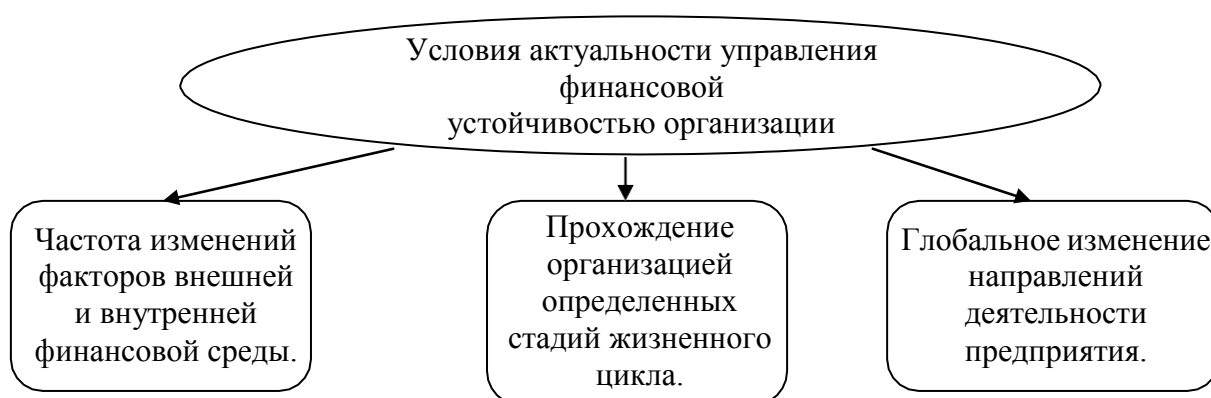 Условия актуальности управления
финансовой
устойчивостью организации
Частота изменений
факторов внешней
и внутренней
финансовой среды.
Прохождение
организацией
определенных
стадий жизненного
цикла.
Глобальное изменение
направлений
деятельности
предприятия.